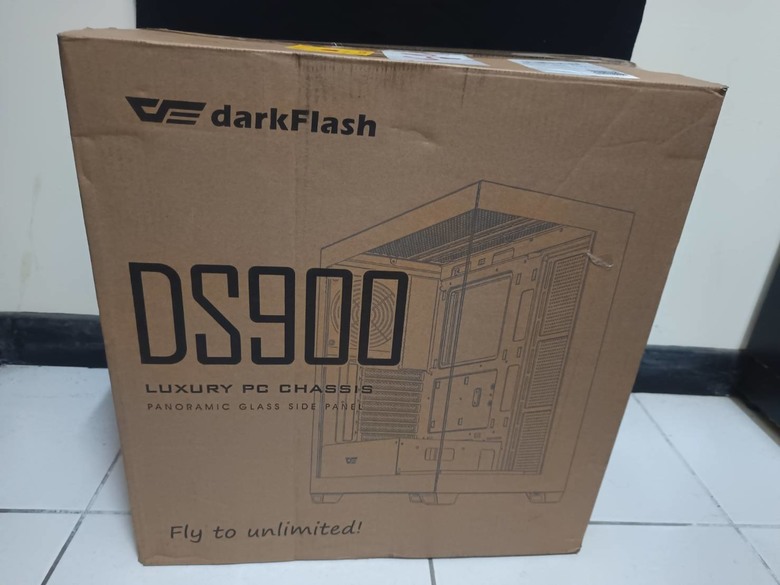 darkFlash
DS900
LUXURY PC CHASSIS
PANORAMIC GLASS SIDE PANEL
Fly to unlimited!